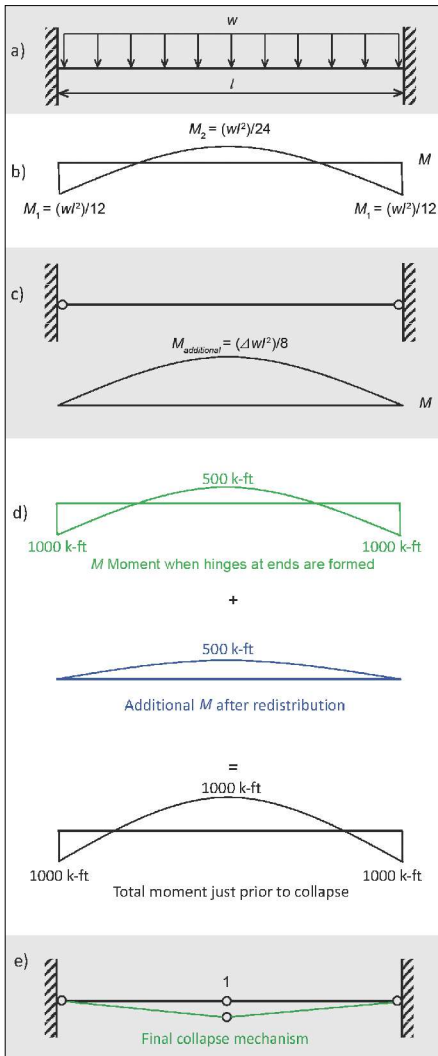 a)
w
l
b)
M₂ = (wl²)/24
M
M₁ = (wl²)/12
M₁ = (wl²)/12
c)
M_additional = (Δwl²)/8
M
d)
500 k-ft
1000 k-ft
1000 k-ft
M Moment when hinges at ends are formed
+
500 k-ft
Additional M after redistribution
=
1000 k-ft
1000 k-ft
1000 k-ft
Total moment just prior to collapse
e)
1
Final collapse mechanism